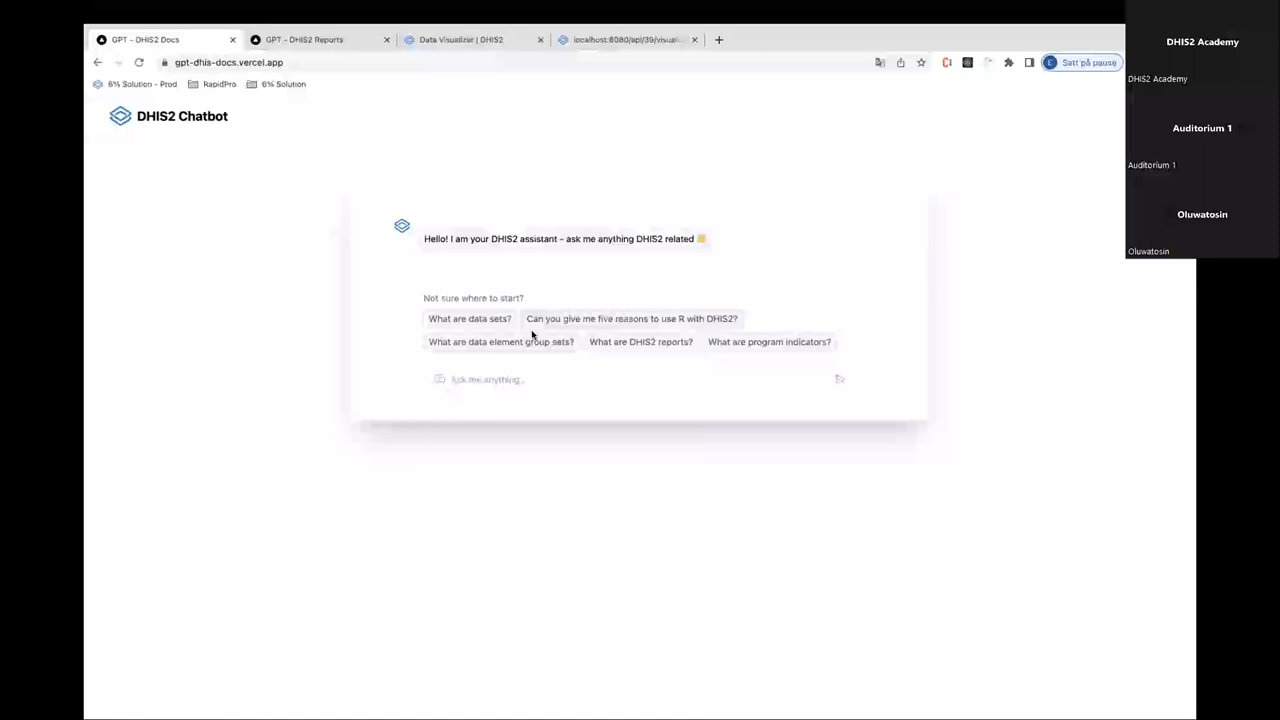 GPT - DHIS2 Docs
GPT - DHIS2 Reports
Data Visualizer | DHIS2
localhost:8080/api/39/visuali
gpt-dhis-docs.vercel.app
E Satt på pause
6% Solution - Prod
RapidPro
6% Solution
DHIS2 Chatbot
Hello! I am your DHIS2 assistant - ask me anything DHIS2 related
Not sure where to start?
What are data sets?
Can you give me five reasons to use R with DHIS2?
What are data element group sets?
What are DHIS2 reports?
What are program indicators?
Ask me anything...
DHIS2 Academy
DHIS2 Academy
Auditorium 1
Auditorium 1
Oluwatosin
Oluwatosin